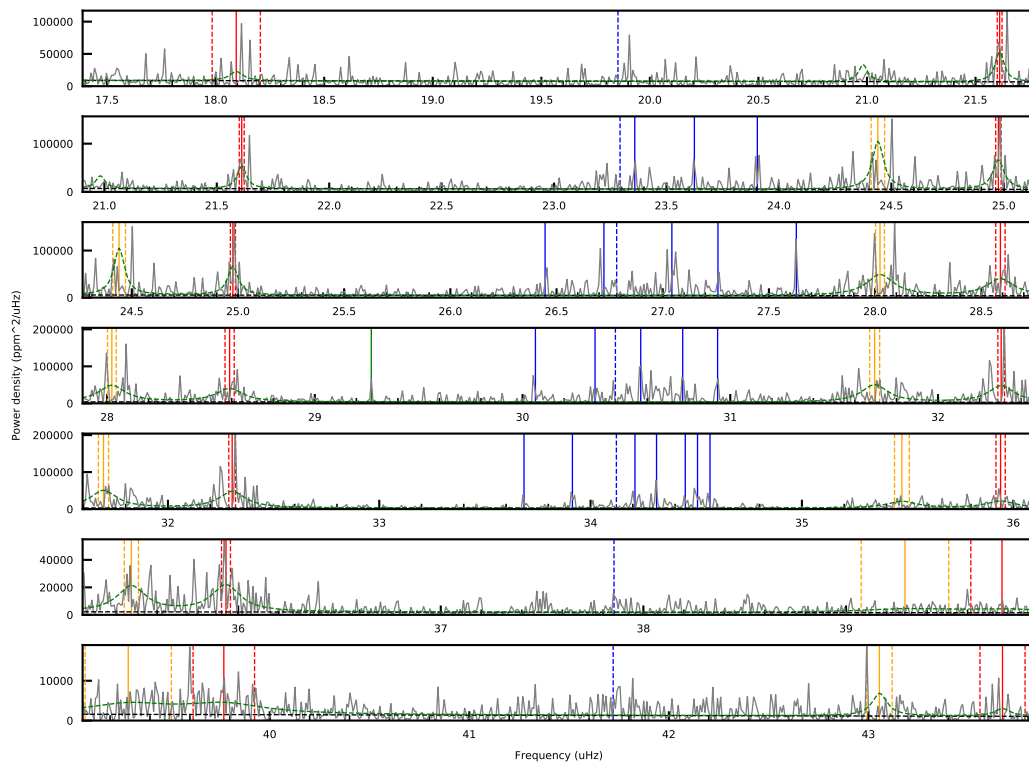 100000
50000
0
17.5 18.0 18.5 19.0 19.5 20.0 20.5 21.0 21.5
100000
0
21.0 21.5 22.0 22.5 23.0 23.5 24.0 24.5 25.0
100000
0
24.5 25.0 25.5 26.0 26.5 27.0 27.5 28.0 28.5
Power density (ppm^2/uHz)
200000
100000
0
28 29 30 31 32
200000
100000
0
32 33 34 35 36
40000
20000
0
36 37 38 39
10000
0
40 41 42 43
Frequency (uHz)